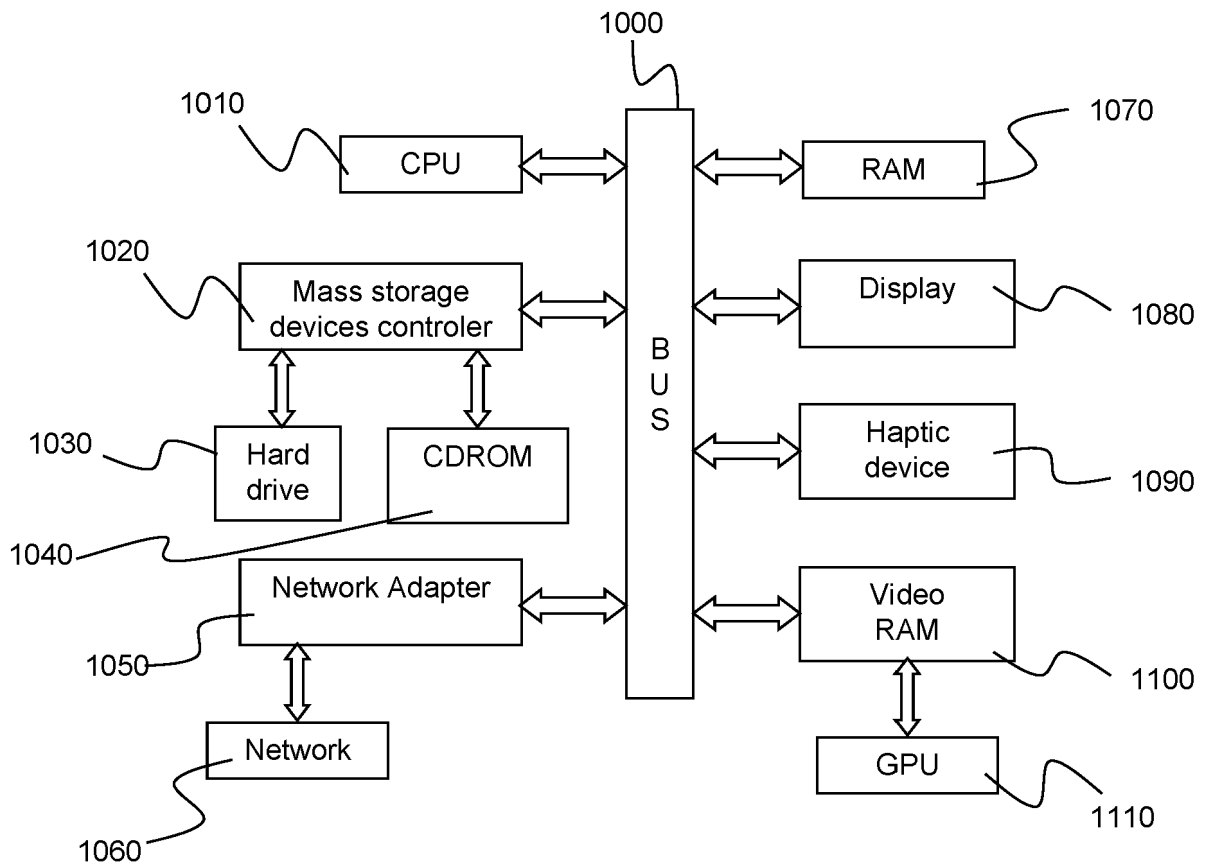 1000
1010
CPU
RAM
1070
1020
Mass storage
devices controler
Display
1080
B
U
S
1030
Hard
drive
CDROM
Haptic
device
1090
1040
Network Adapter
1050
Video
RAM
1100
Network
1060
GPU
1110